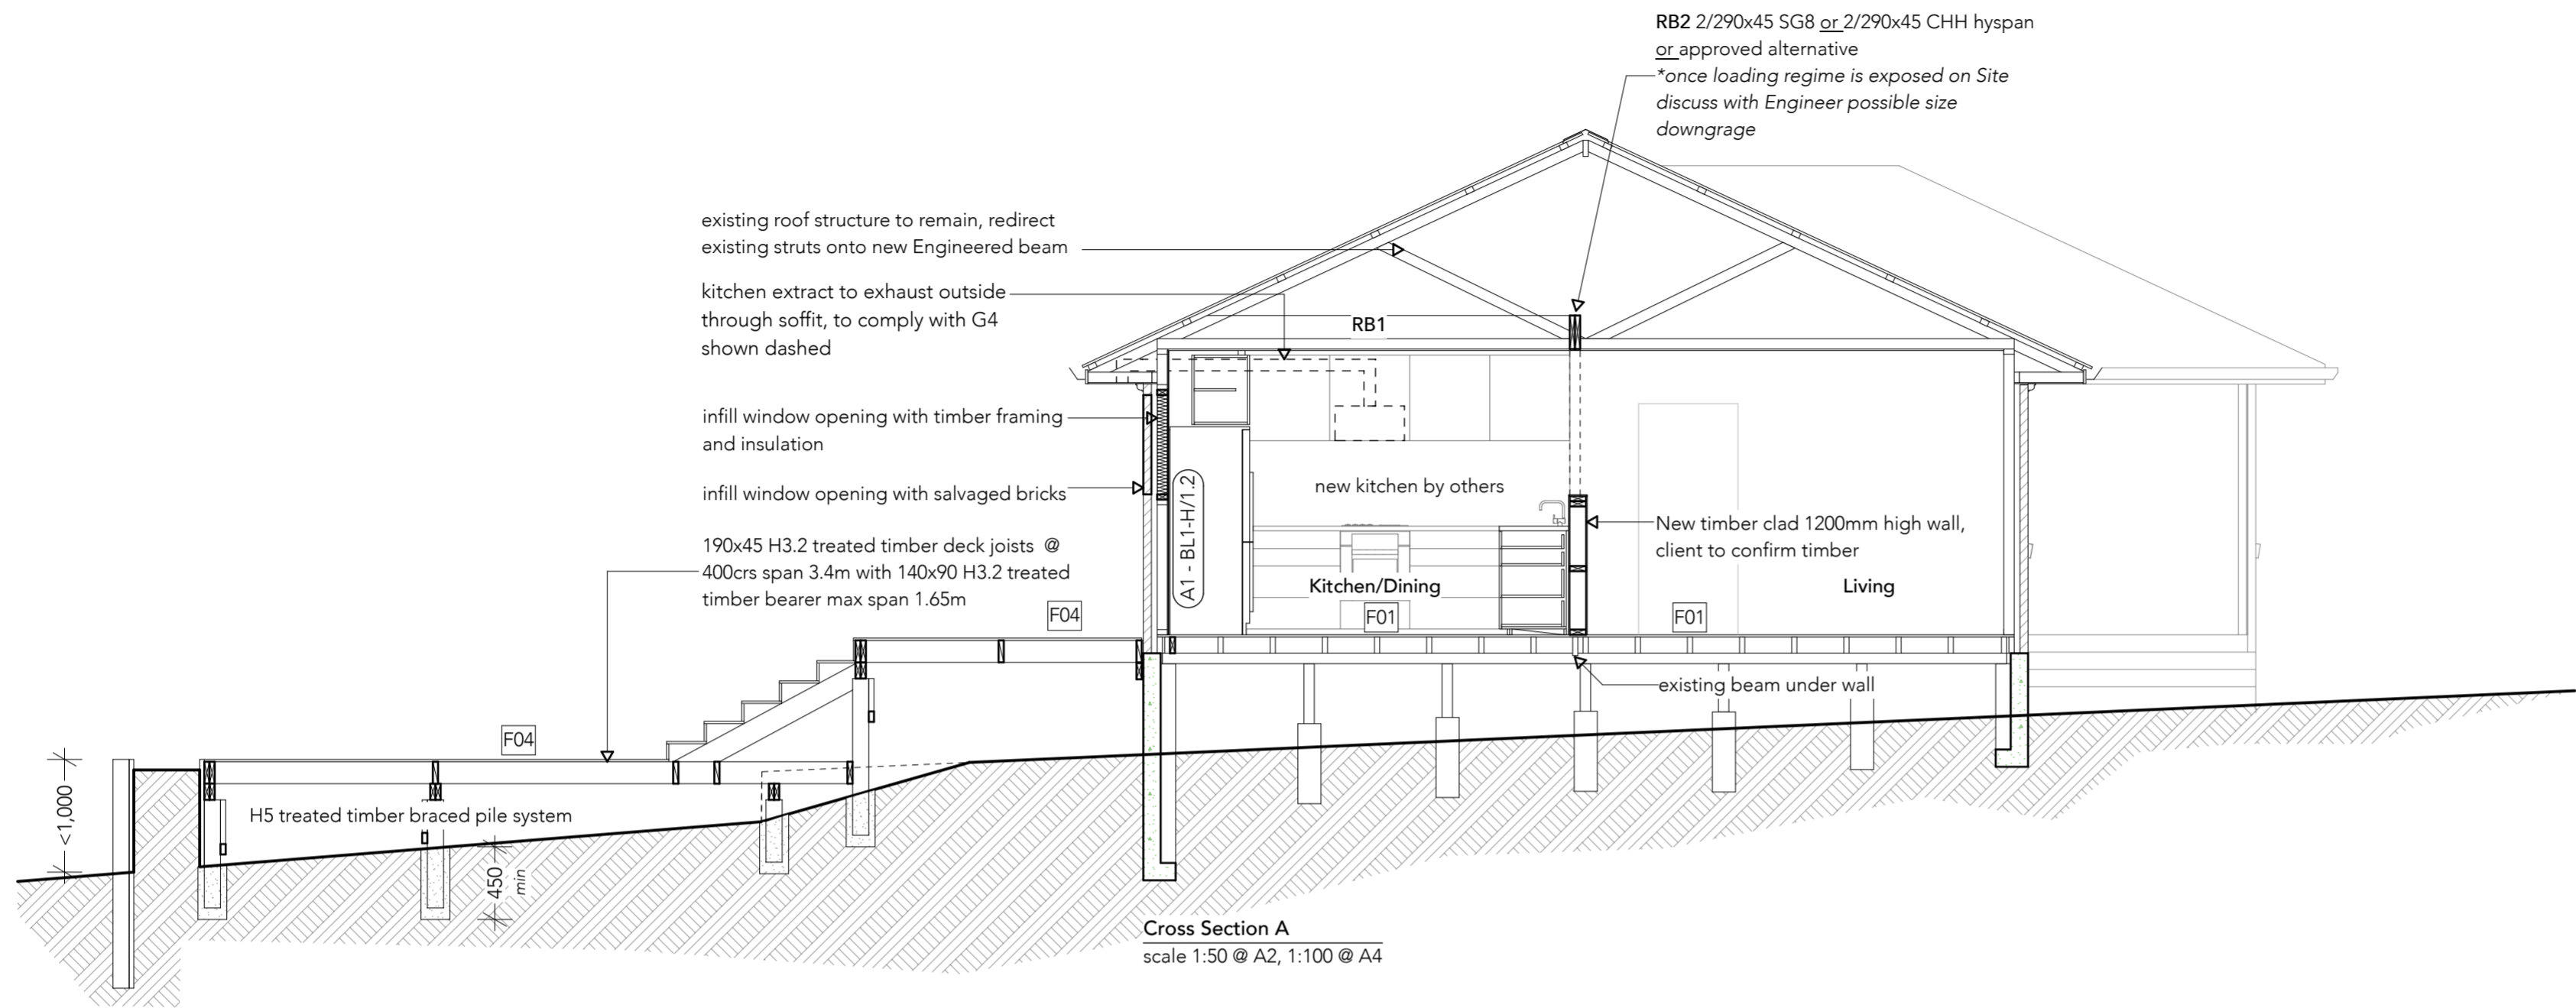 RB2 2/290x45 SG8 or 2/290x45 CHH hyspan
or approved alternative
*once loading regime is exposed on Site
discuss with Engineer possible size
downgrage
existing roof structure to remain, redirect
existing struts onto new Engineered beam
kitchen extract to exhaust outside
through soffit, to comply with G4
shown dashed
RB1
infill window opening with timber framing
and insulation
infill window opening with salvaged bricks
A1 - BL1-H/1.2
new kitchen by others
New timber clad 1200mm high wall,
client to confirm timber
190x45 H3.2 treated timber deck joists @
400crs span 3.4m with 140x90 H3.2 treated
timber bearer max span 1.65m
Kitchen/Dining
Living
F04
F01
F01
existing beam under wall
F04
<1,000
H5 treated timber braced pile system
450
min
Cross Section A
scale 1:50 @ A2, 1:100 @ A4